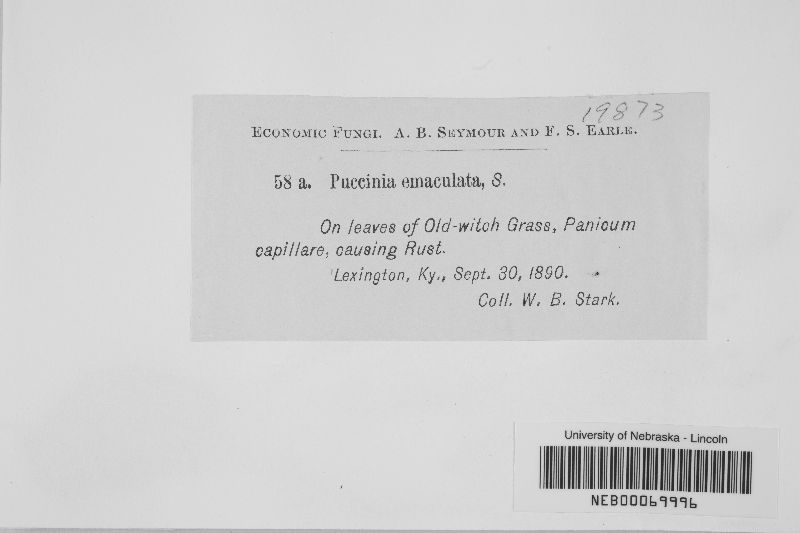 19873
Economic Fungi. A. B. Seymour and F. S. Earle.
58 a. Puccinia emaculata, S.
On leaves of Old-witch Grass, Panicum
capillare, causing Rust.
Lexington, Ky., Sept. 30, 1890.
Coll. W. B. Stark.
University of Nebraska - Lincoln
NEB00069996